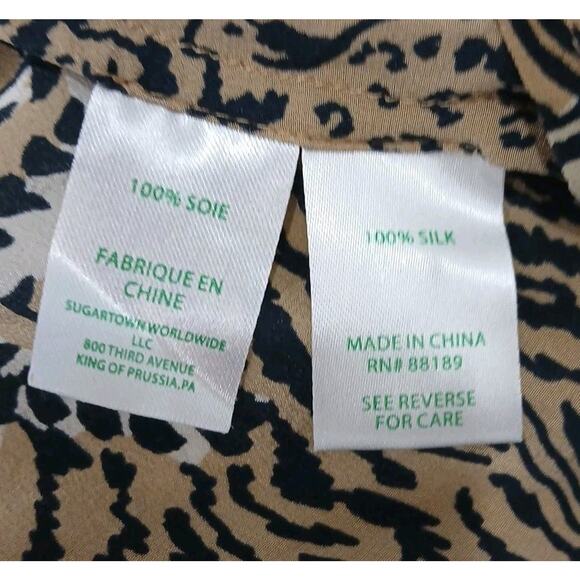 100% SOIE
FABRIQUE EN
CHINE
SUGARTOWN WORLDWIDE
LLC
800 THIRD AVENUE
KING OF PRUSSIA,PA
100% SILK
MADE IN CHINA
RN# 88189
SEE REVERSE
FOR CARE